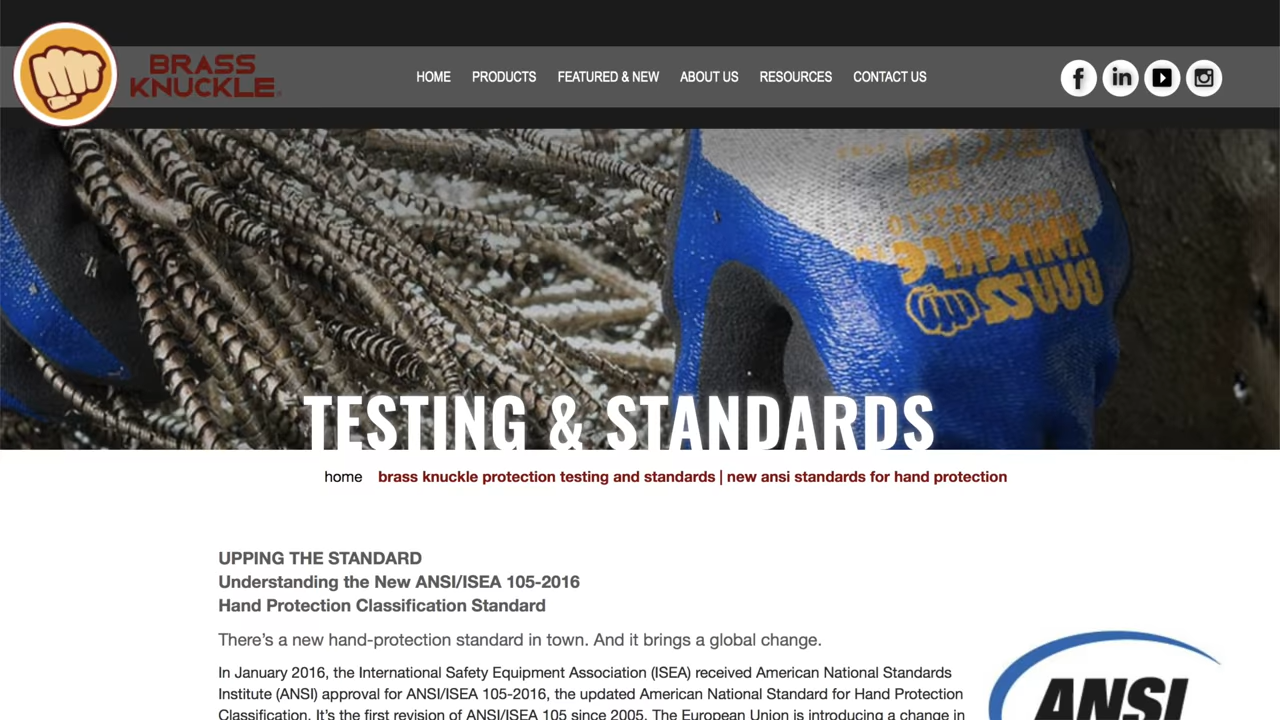 BRASS
KNUCKLE
HOME PRODUCTS FEATURED & NEW ABOUT US RESOURCES CONTACT US
BRASS
KNUCKLE
TESTING & STANDARDS
home brass knuckle protection testing and standards | new ansi standards for hand protection
UPPING THE STANDARD
Understanding the New ANSI/ISEA 105-2016
Hand Protection Classification Standard
There's a new hand-protection standard in town. And it brings a global change.
In January 2016, the International Safety Equipment Association (ISEA) received American National Standards
Institute (ANSI) approval for ANSI/ISEA 105-2016, the updated American National Standard for Hand Protection
Classification. It's the first revision of ANSI/ISEA 105 since 2005. The European Union is introducing a change in
ANSI